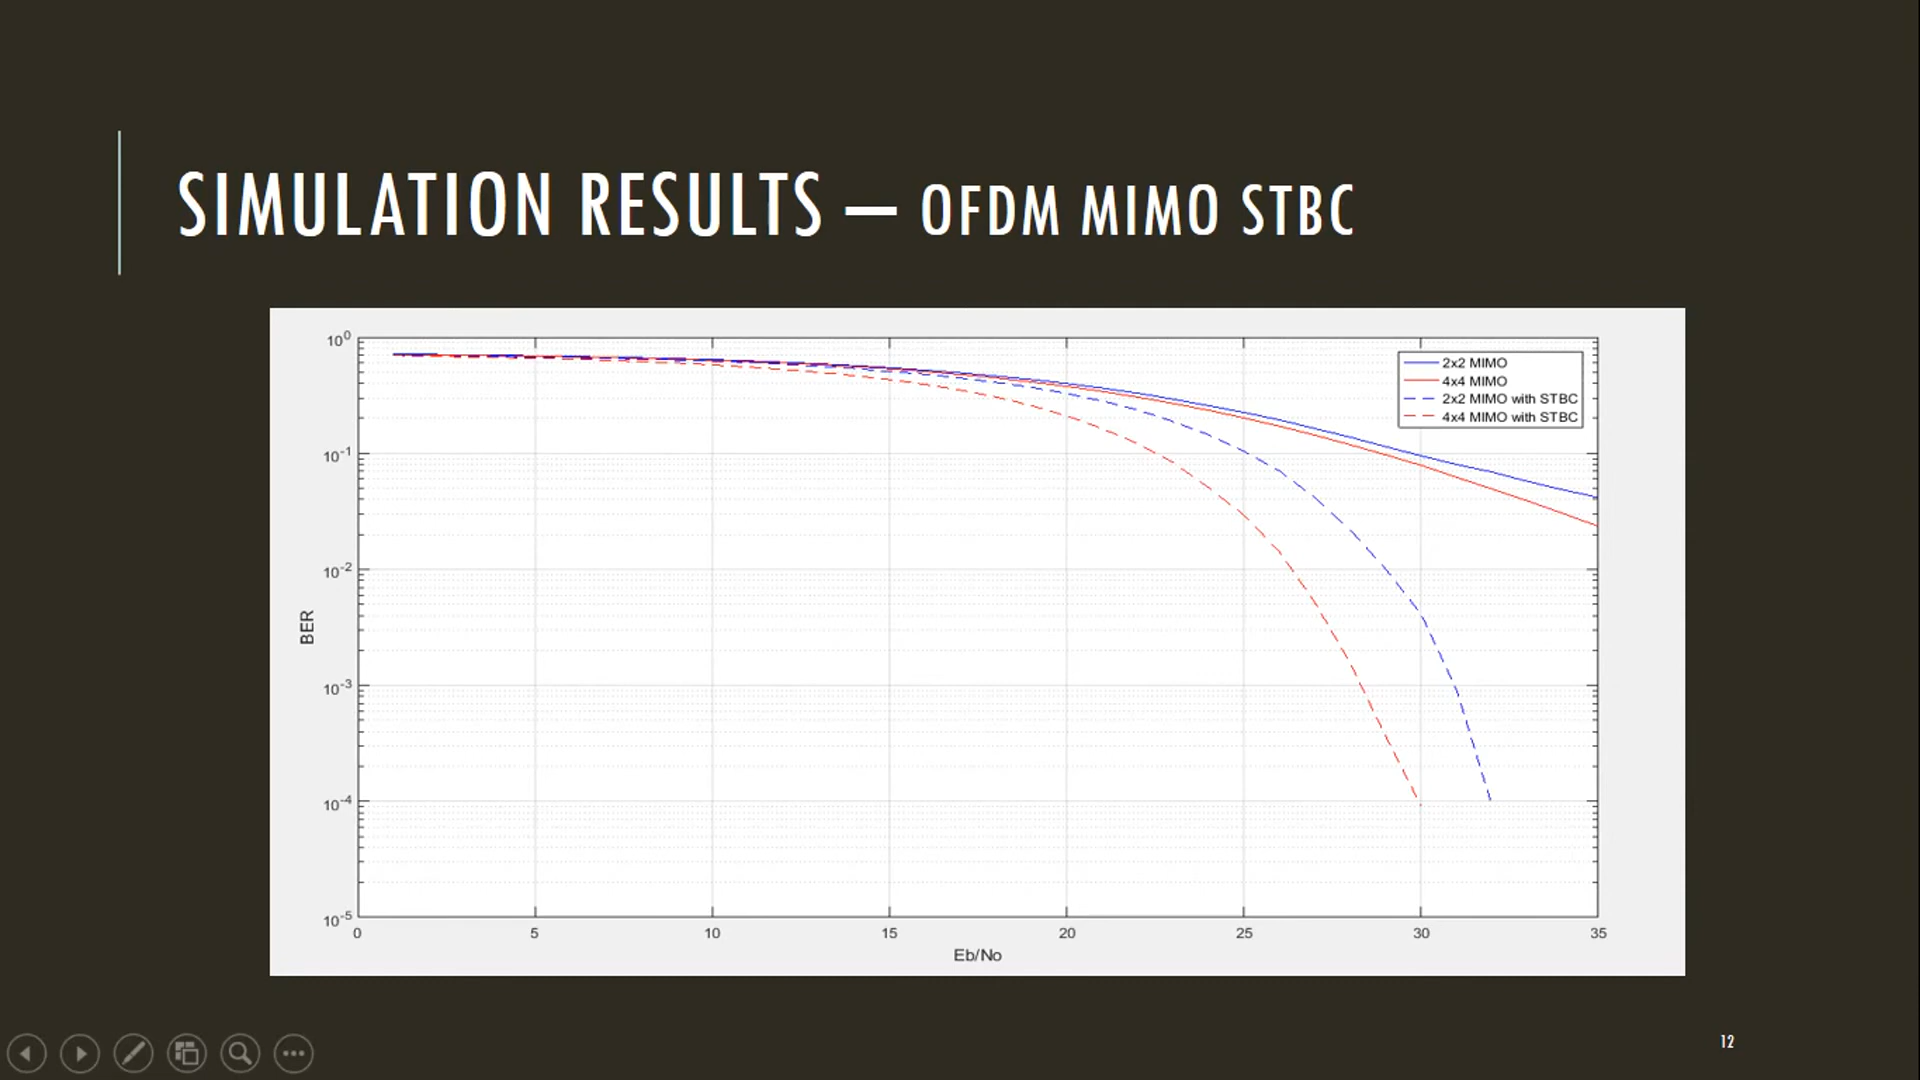 SIMULATION RESULTS – OFDM MIMO STBC
10^0
10^-1
10^-2
10^-3
10^-4
10^-5
BER
0 5 10 15 20 25 30 35
Eb/No
2x2 MIMO
4x4 MIMO
2x2 MIMO with STBC
4x4 MIMO with STBC
12